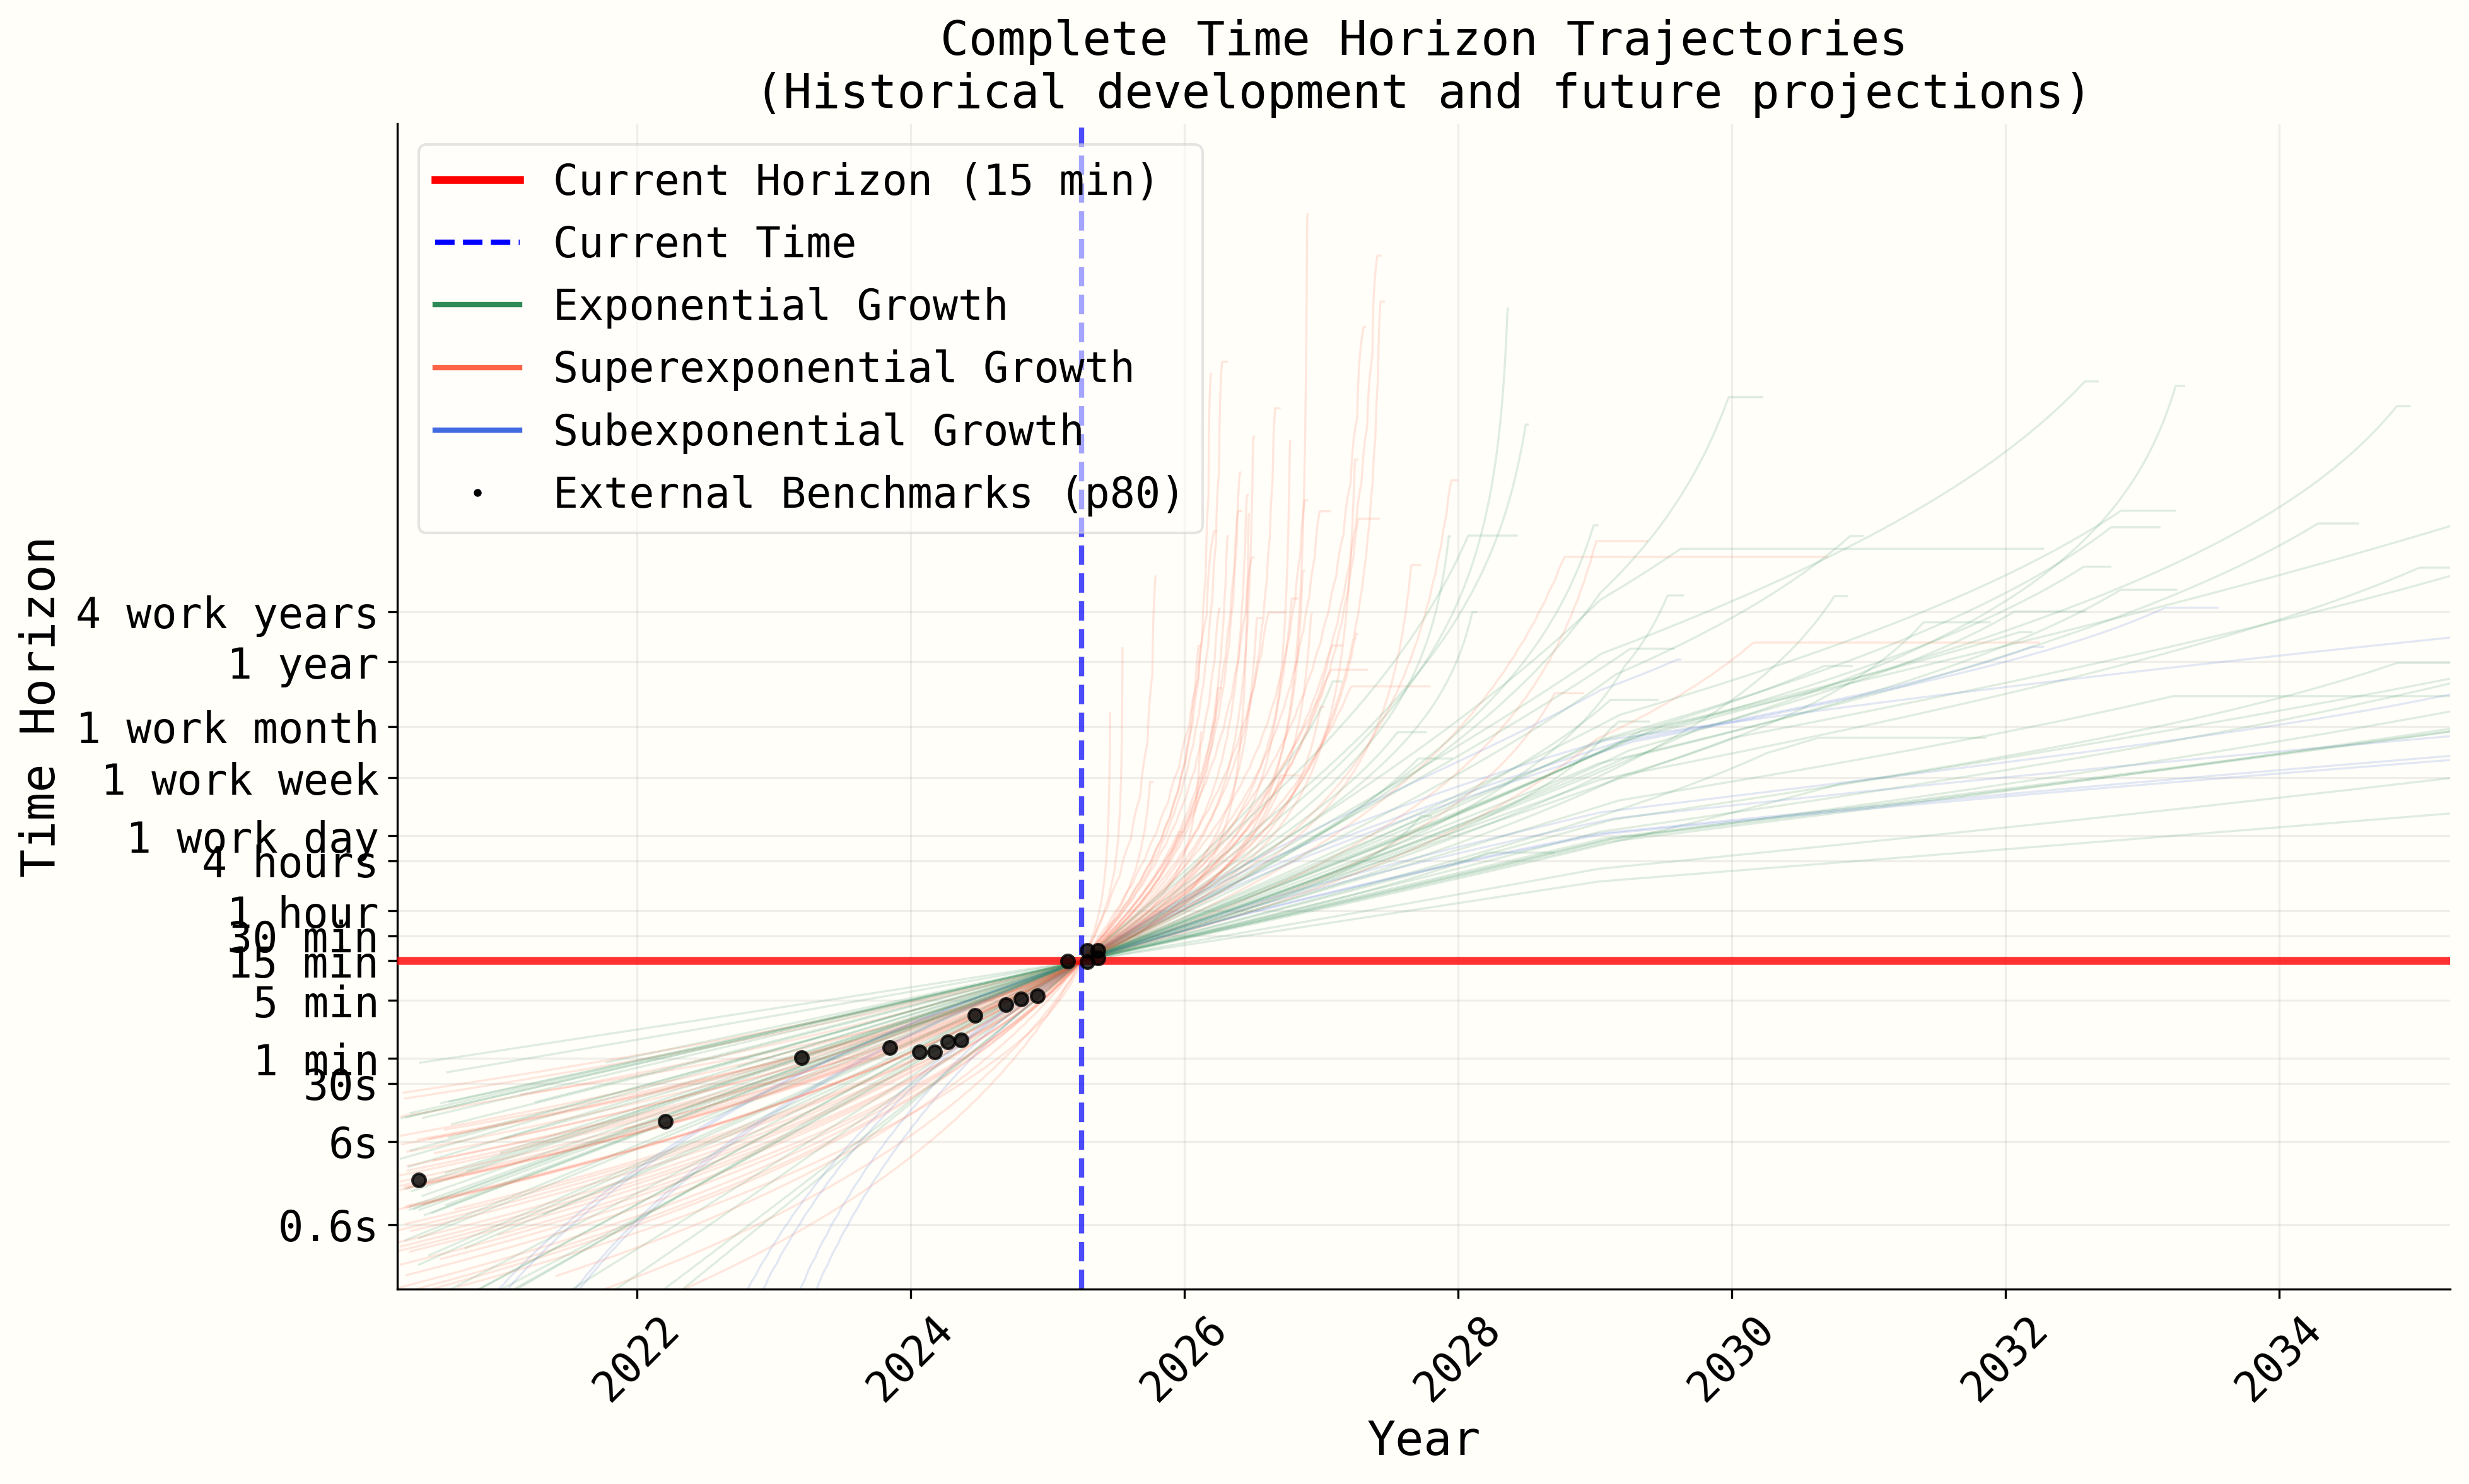 Complete Time Horizon Trajectories
(Historical development and future projections)
Current Horizon (15 min)
Current Time
Exponential Growth
Superexponential Growth
Subexponential Growth
External Benchmarks (p80)
Time Horizon
4 work years
1 year
1 work month
1 work week
1 work day
4 hours
1 hour
30 min
15 min
5 min
1 min
30s
6s
0.6s
2022
2024
2026
2028
2030
2032
2034
Year